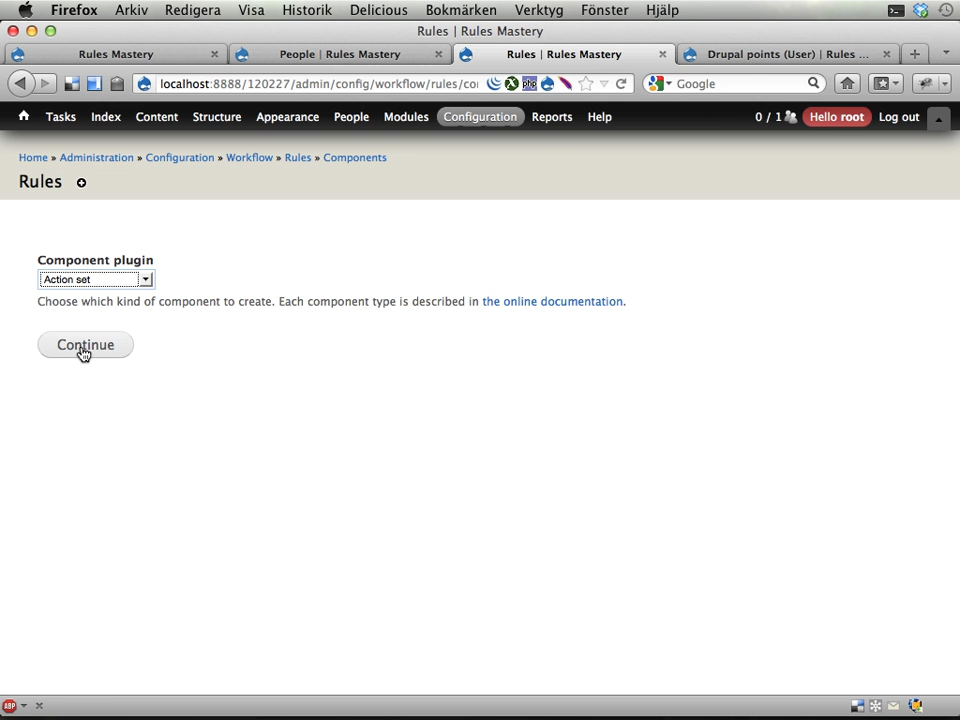 Firefox Arkiv Redigera Visa Historik Delicious Bokmärken Verktyg Fönster Hjälp
Rules | Rules Mastery
Rules Mastery People | Rules Mastery Rules | Rules Mastery Drupal points (User) | Rules ...
localhost:8888/120227/admin/config/workflow/rules/co php Google
Tasks Index Content Structure Appearance People Modules Configuration Reports Help 0 / 1 Hello root Log out
Home » Administration » Configuration » Workflow » Rules » Components
Rules
Component plugin
Action set
Choose which kind of component to create. Each component type is described in the online documentation.
Continue
ABP